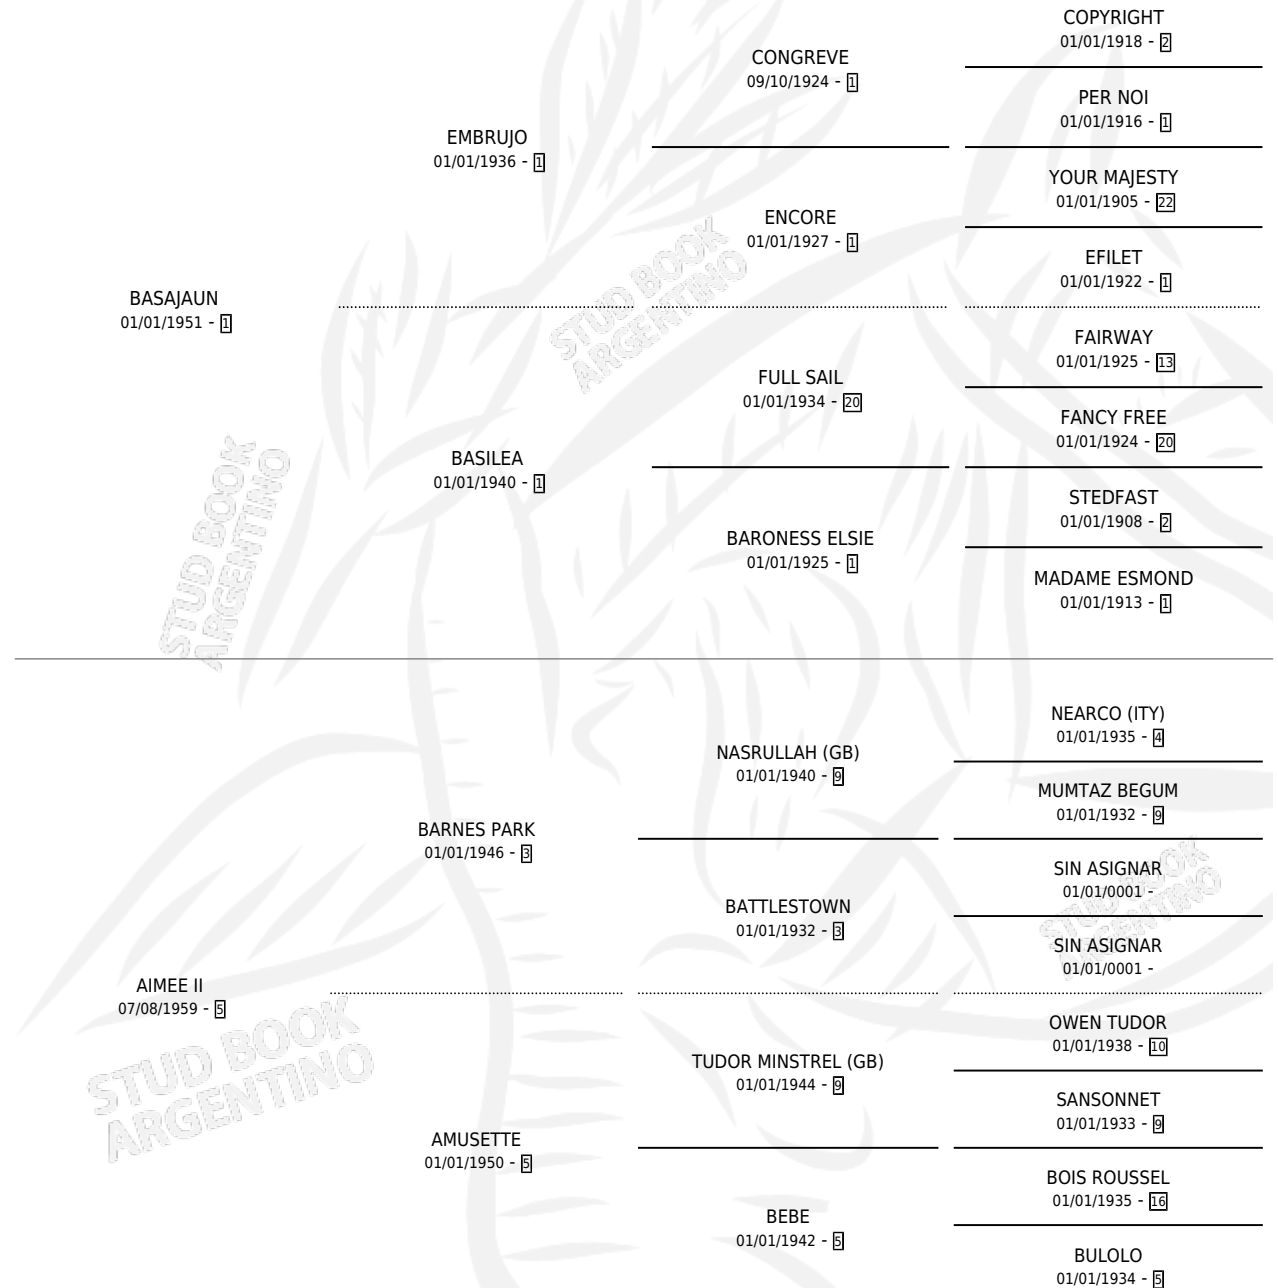 COPYRIGHT
01/01/1918 - 2
CONGREVE
09/10/1924 - 1
PER NOI
01/01/1916 - 1
EMBRUJO
01/01/1936 - 1
YOUR MAJESTY
01/01/1905 - 22
ENCORE
01/01/1927 - 1
EFILET
01/01/1922 - 1
BASAJAUN
01/01/1951 - 1
FAIRWAY
01/01/1925 - 13
FULL SAIL
01/01/1934 - 20
FANCY FREE
01/01/1924 - 20
BASILEA
01/01/1940 - 1
STEDFAST
01/01/1908 - 2
BARONESS ELSIE
01/01/1925 - 1
MADAME ESMOND
01/01/1913 - 1
STUD BOOK
ARGENTINO
STUD BOOK
ARGENTINO
NEARCO (ITY)
01/01/1935 - 4
NASRULLAH (GB)
01/01/1940 - 9
MUMTAZ BEGUM
01/01/1932 - 9
BARNES PARK
01/01/1946 - 3
SIN ASIGNAR
01/01/0001 -
BATTLESTOWN
01/01/1932 - 3
SIN ASIGNAR
01/01/0001 -
STUD BOOK
ARGENTINO
AIMEE II
07/08/1959 - 5
OWEN TUDOR
01/01/1938 - 10
TUDOR MINSTREL (GB)
01/01/1944 - 9
SANSONNET
01/01/1933 - 9
AMUSETTE
01/01/1950 - 5
BOIS ROUSSEL
01/01/1935 - 16
BEBE
01/01/1942 - 5
BULOLO
01/01/1934 - 5
STUD BOOK
ARGENTINO